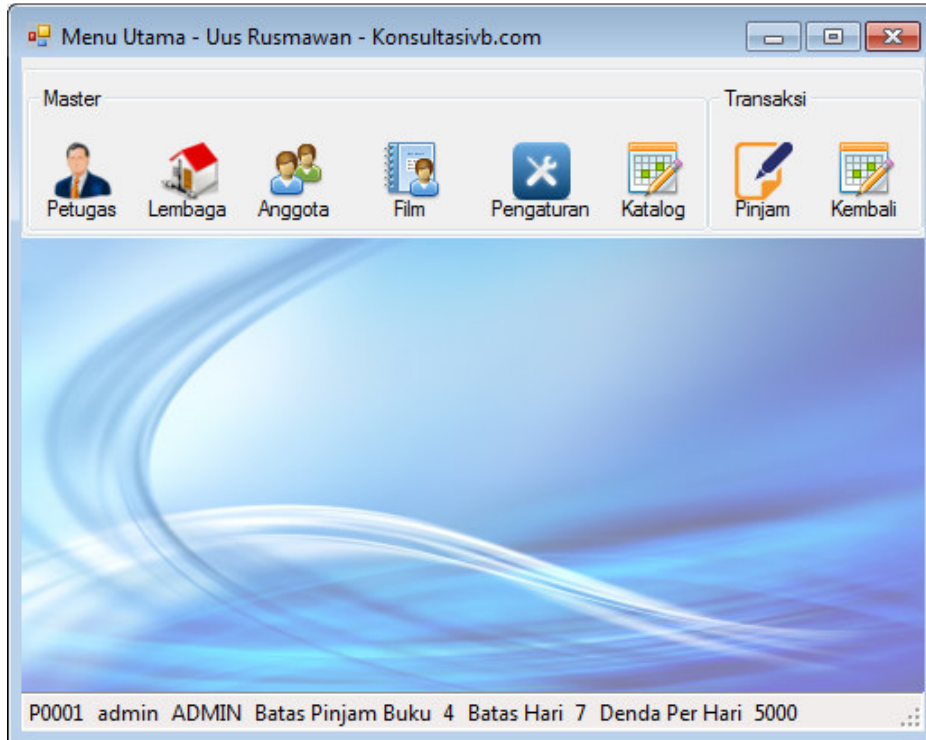 Menu Utama - Uus Rusmawan - Konsultasivb.com
Master
Transaksi
Petugas Lembaga Anggota Film Pengaturan Katalog Pinjam Kembali
P0001 admin ADMIN Batas Pinjam Buku 4 Batas Hari 7 Denda Per Hari 5000